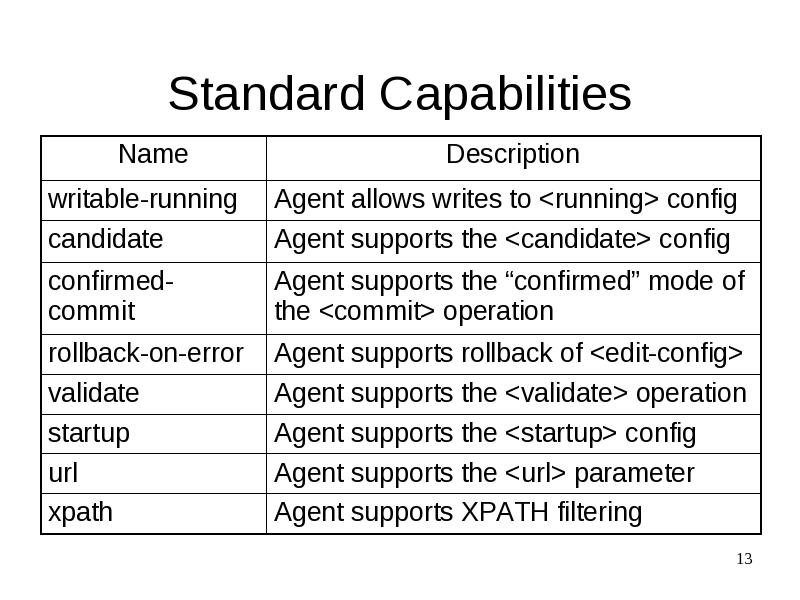 Standard Capabilities
Name Description
writable-running Agent allows writes to <running> config
candidate Agent supports the <candidate> config
confirmed- Agent supports the “confirmed” mode of
commit the <commit> operation
rollback-on-error Agent supports rollback of <edit-config>
validate Agent supports the <validate> operation
startup Agent supports the <startup> config
url Agent supports the <url> parameter
xpath Agent supports XPATH filtering
13